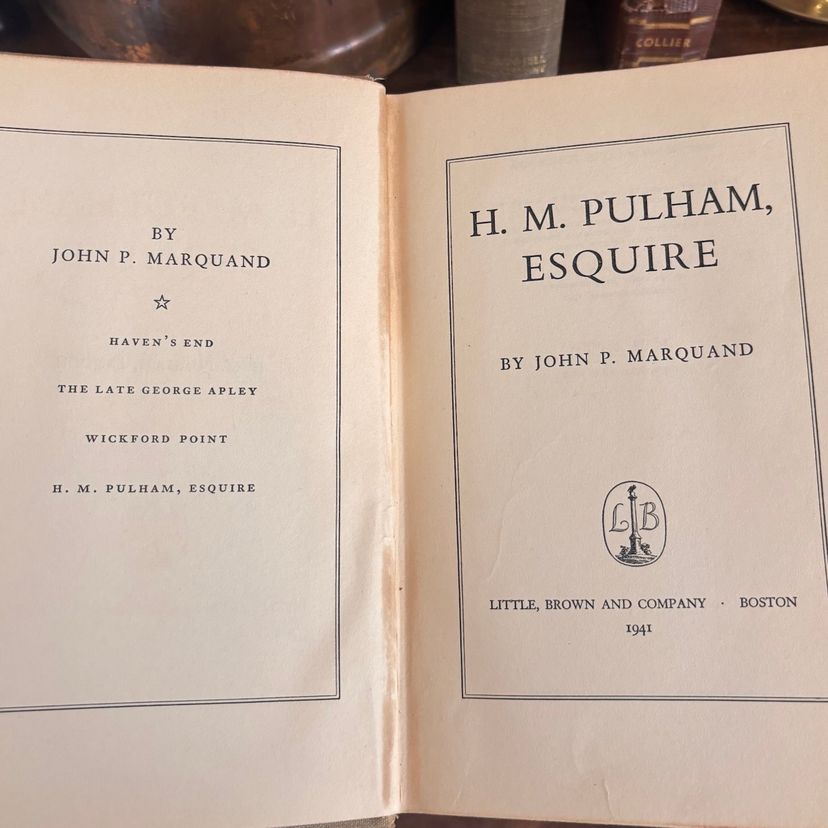 COLLIER
BY
JOHN P. MARQUAND
HAVEN'S END
THE LATE GEORGE APLEY
WICKFORD POINT
H. M. PULHAM, ESQUIRE
H. M. PULHAM,
ESQUIRE
BY JOHN P. MARQUAND
L B
LITTLE, BROWN AND COMPANY · BOSTON
1941